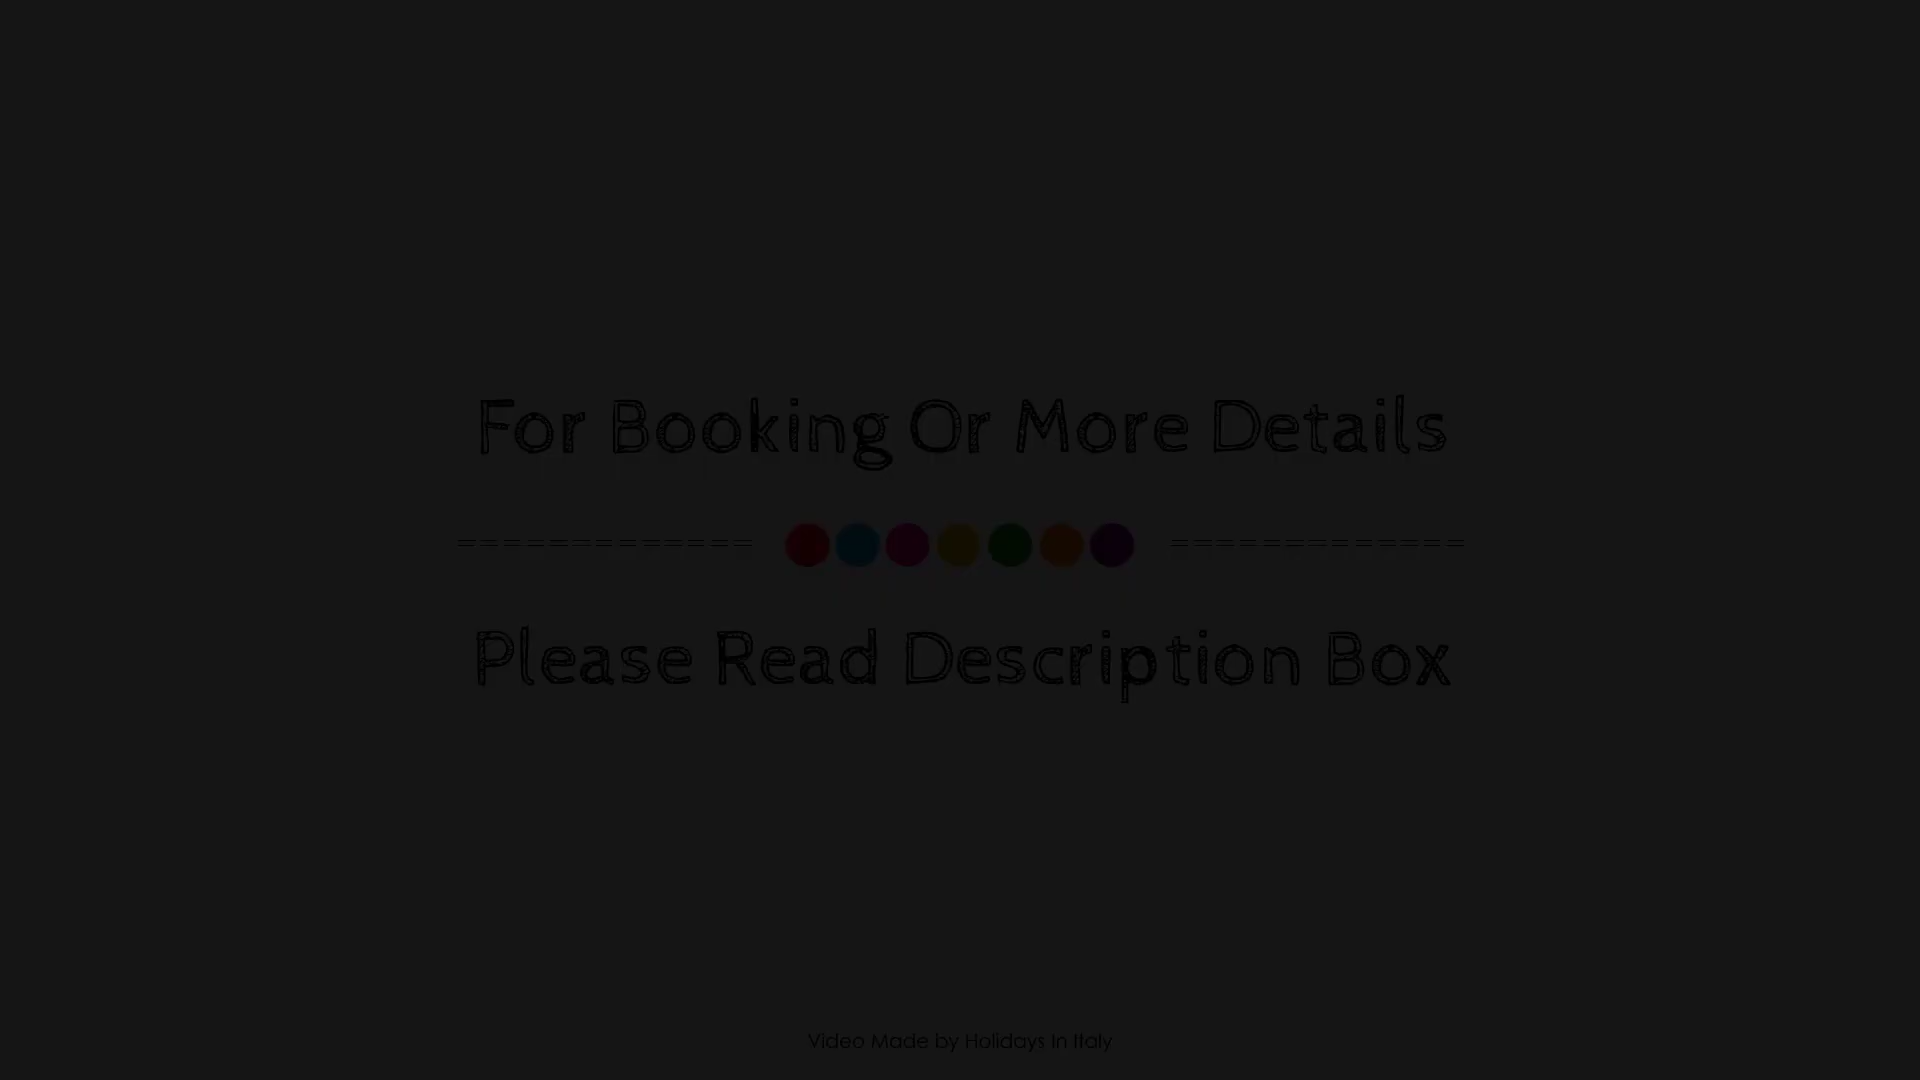 For Booking Or More Details
============= =============
Please Read Description Box
Video Made by Holidays In Italy